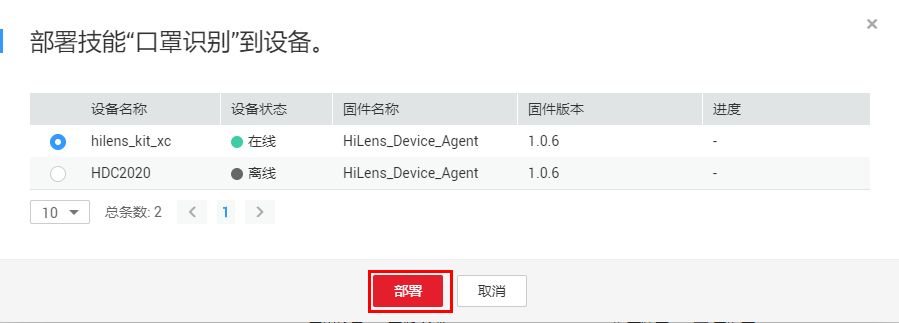 部署技能“口罩识别”到设备。
设备名称 设备状态 固件名称 固件版本 进度
hilens_kit_xc 在线 HiLens_Device_Agent 1.0.6 -
HDC2020 离线 HiLens_Device_Agent 1.0.6 -
10 总条数: 2 1
部署 取消